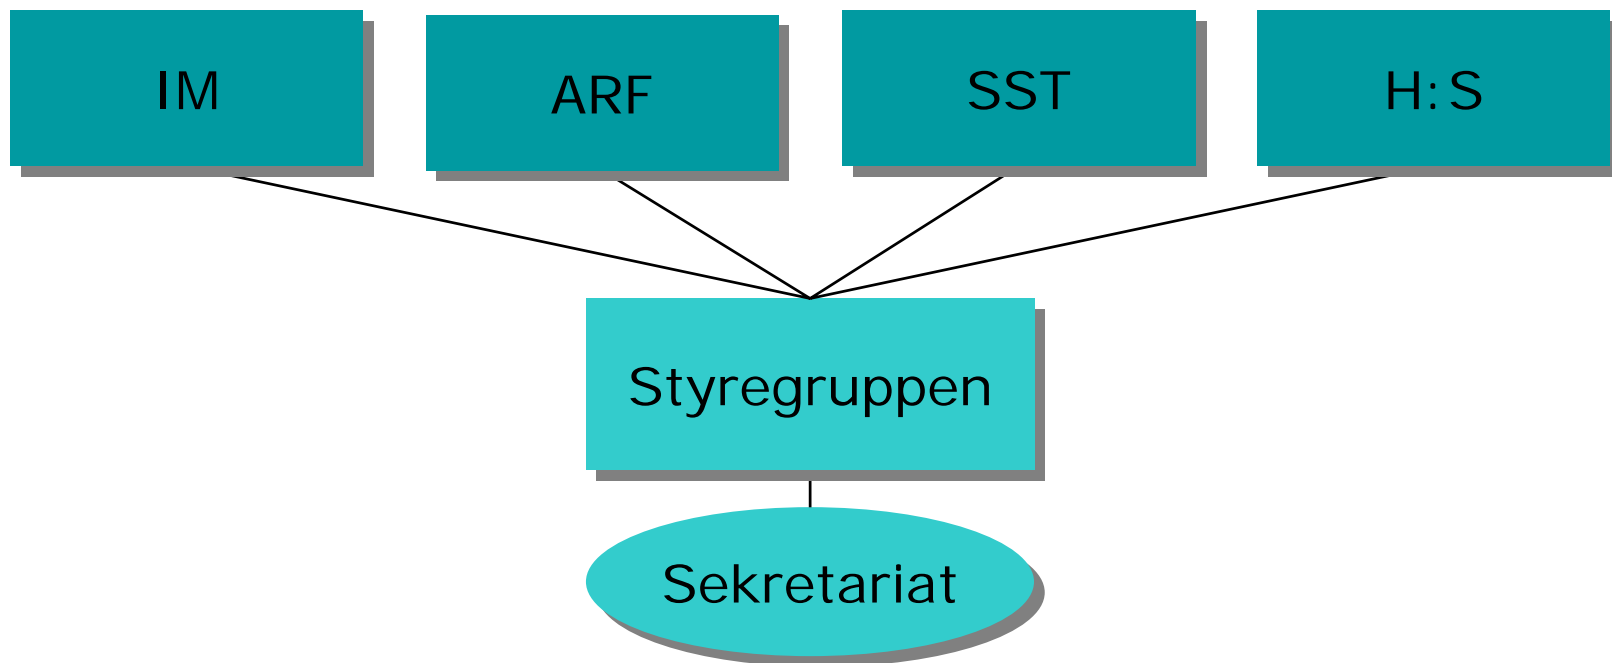 IM
ARF
SST
H:S
Styregruppen
Sekretariat